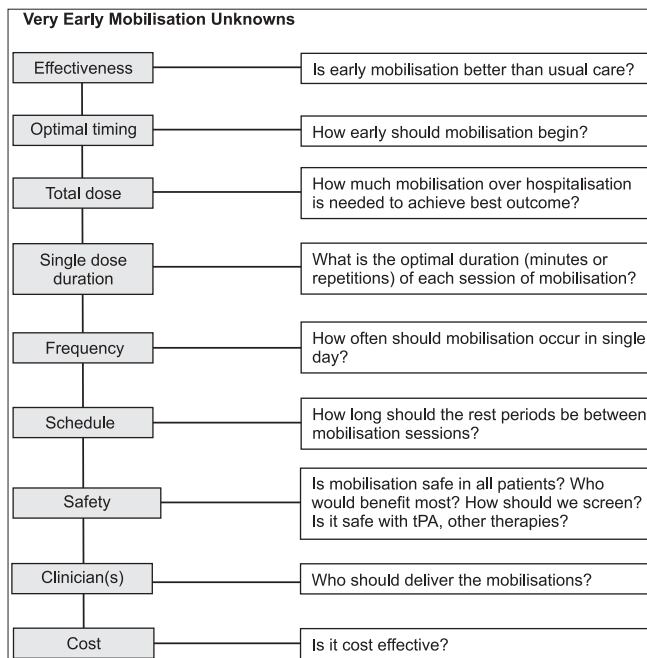 Very Early Mobilisation Unknowns
Effectiveness
Is early mobilisation better than usual care?
Optimal timing
How early should mobilisation begin?
Total dose
How much mobilisation over hospitalisation
is needed to achieve best outcome?
Single dose
duration
What is the optimal duration (minutes or
repetitions) of each session of mobilisation?
Frequency
How often should mobilisation occur in single
day?
Schedule
How long should the rest periods be between
mobilisation sessions?
Safety
Is mobilisation safe in all patients? Who
would benefit most? How should we screen?
Is it safe with tPA, other therapies?
Clinician(s)
Who should deliver the mobilisations?
Cost
Is it cost effective?